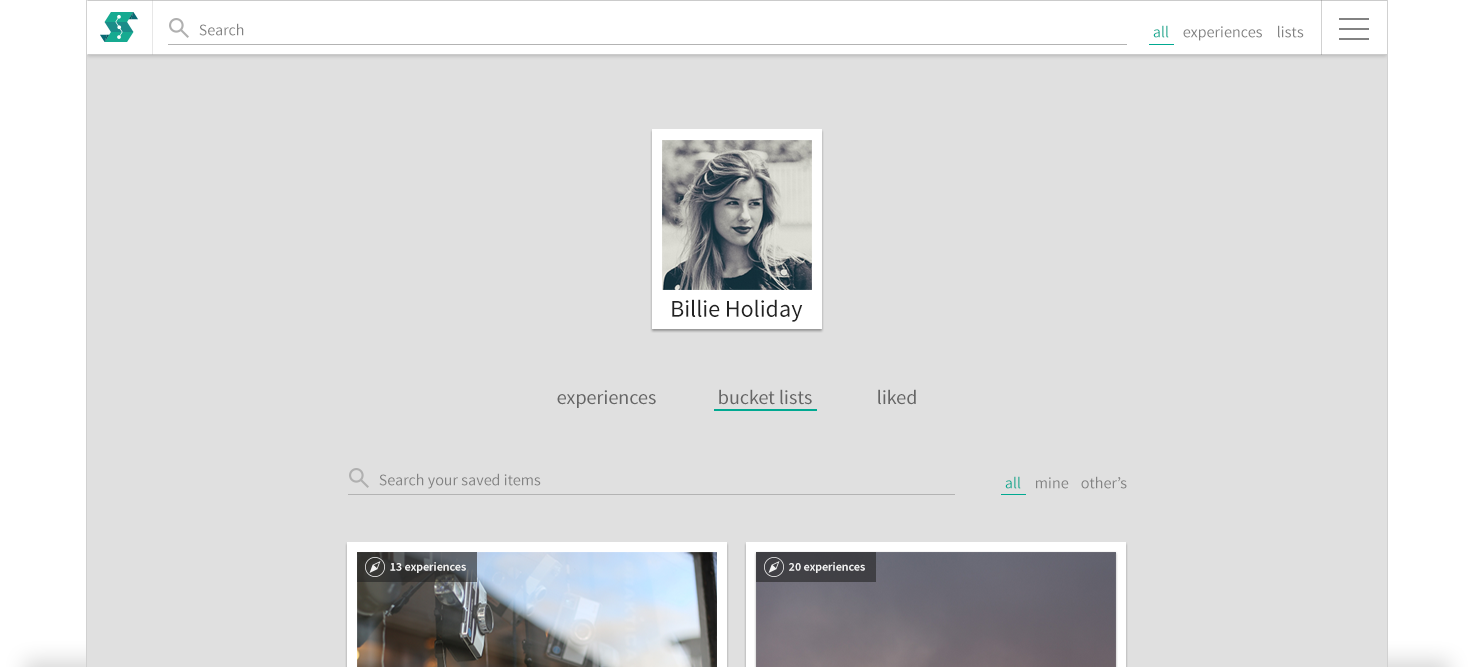 Search
all experiences lists
Billie Holiday
experiences bucket lists liked
Search your saved items
all mine other’s
13 experiences
20 experiences